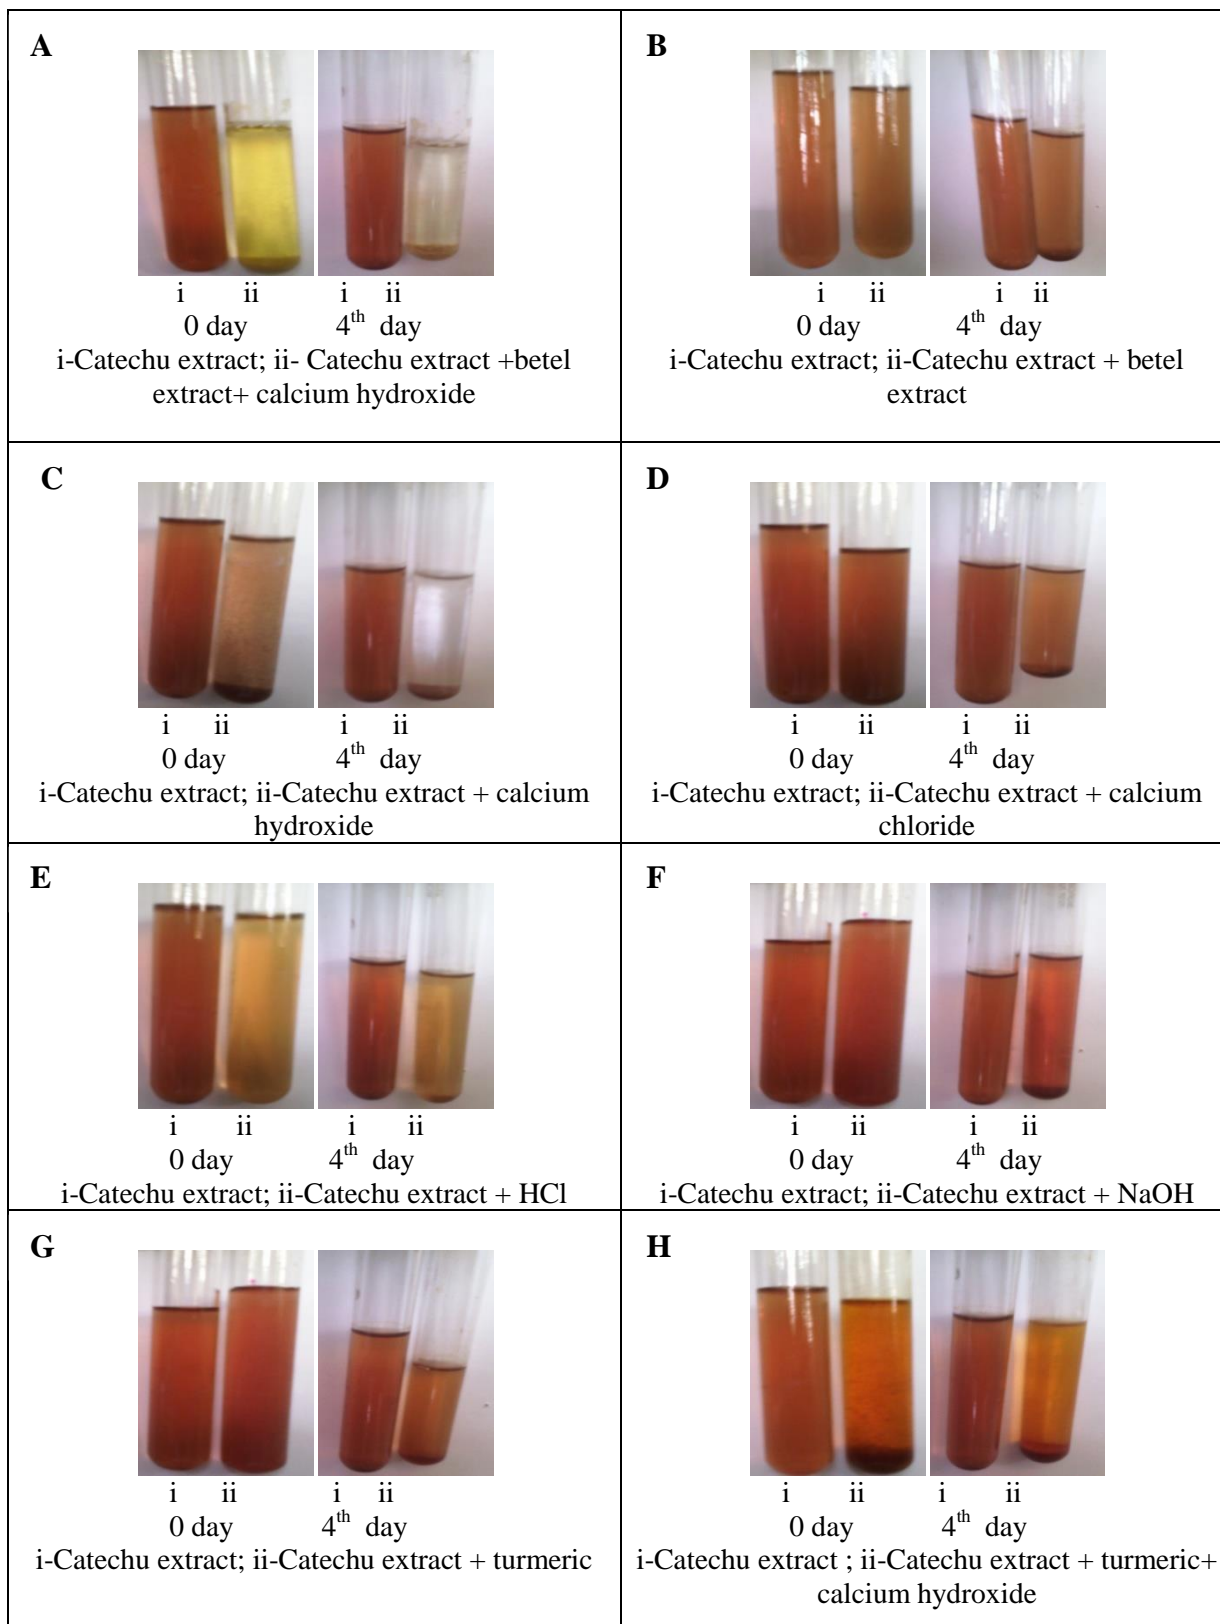 A
i ii i ii
0 day 4th day
i-Catechu extract; ii- Catechu extract +betel
extract+ calcium hydroxide
B
i ii i ii
0 day 4th day
i-Catechu extract; ii-Catechu extract + betel
extract
C
i ii i ii
0 day 4th day
i-Catechu extract; ii-Catechu extract + calcium
hydroxide
D
i ii i ii
0 day 4th day
i-Catechu extract; ii-Catechu extract + calcium
chloride
E
i ii i ii
0 day 4th day
i-Catechu extract; ii-Catechu extract + HCl
F
i ii i ii
0 day 4th day
i-Catechu extract; ii-Catechu extract + NaOH
G
i ii i ii
0 day 4th day
i-Catechu extract; ii-Catechu extract + turmeric
H
i ii i ii
0 day 4th day
i-Catechu extract ; ii-Catechu extract + turmeric+
calcium hydroxide